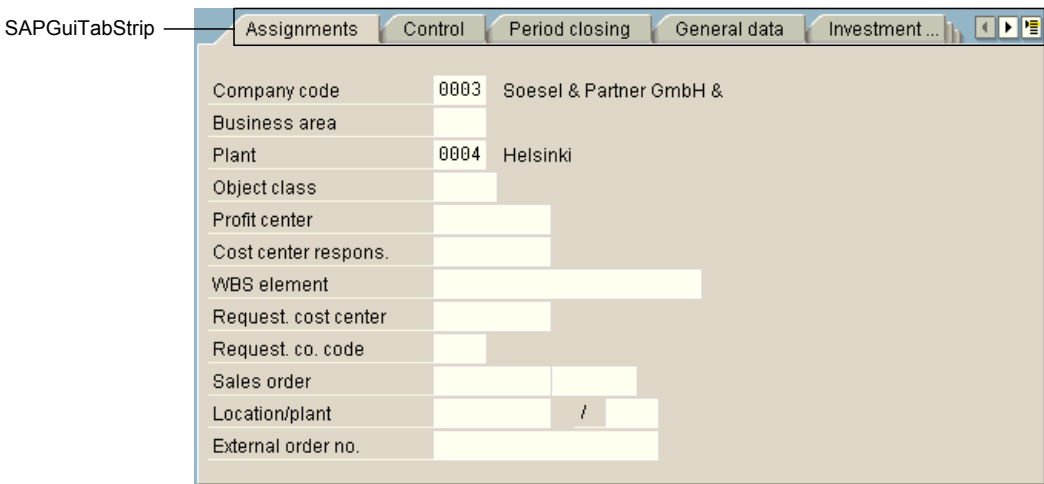 SAPGuiTabStrip
Assignments Control Period closing General data Investment ...
Company code 0003 Soesel & Partner GmbH &
Business area
Plant 0004 Helsinki
Object class
Profit center
Cost center respons.
WBS element
Request. cost center
Request. co. code
Sales order
Location/plant /
External order no.